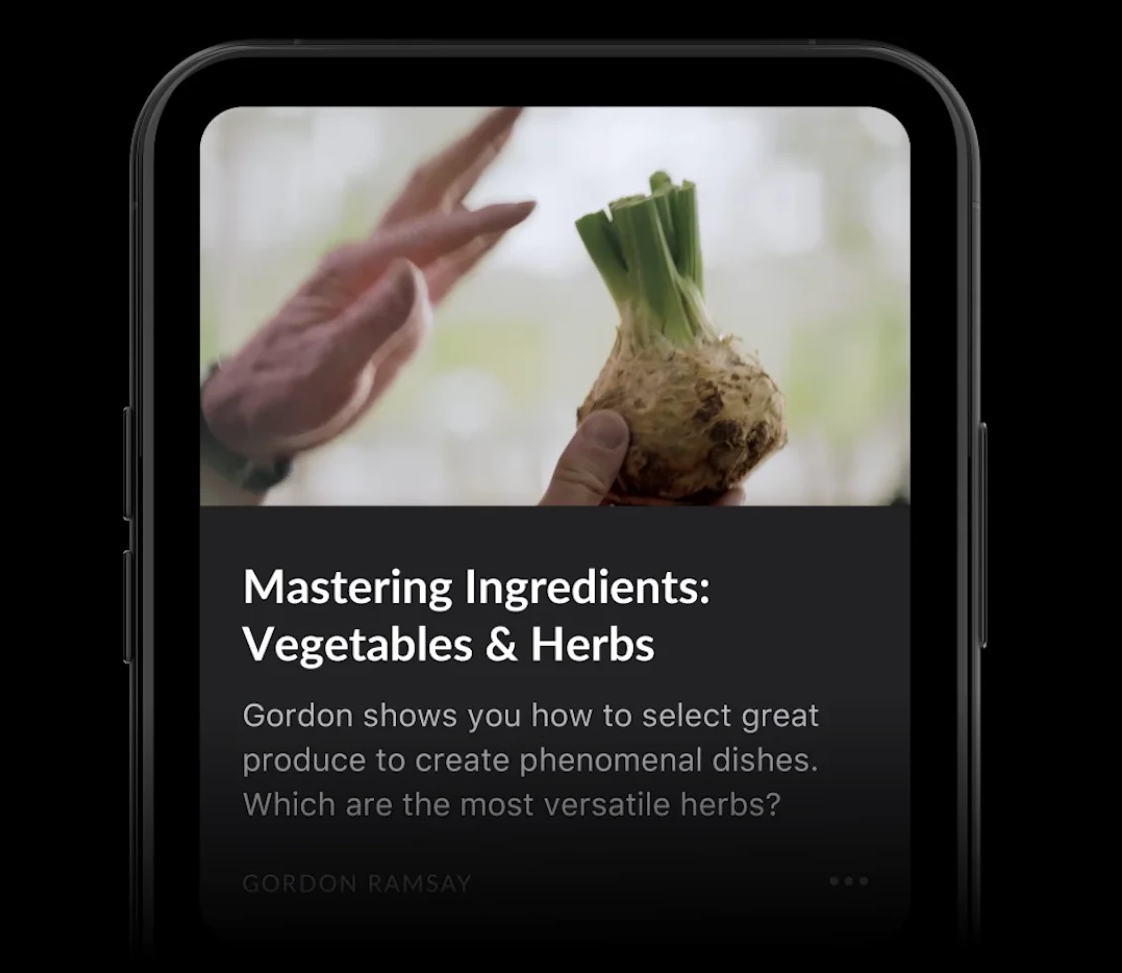 Mastering Ingredients:
Vegetables & Herbs
Gordon shows you how to select great
produce to create phenomenal dishes.
Which are the most versatile herbs?
GORDON RAMSAY